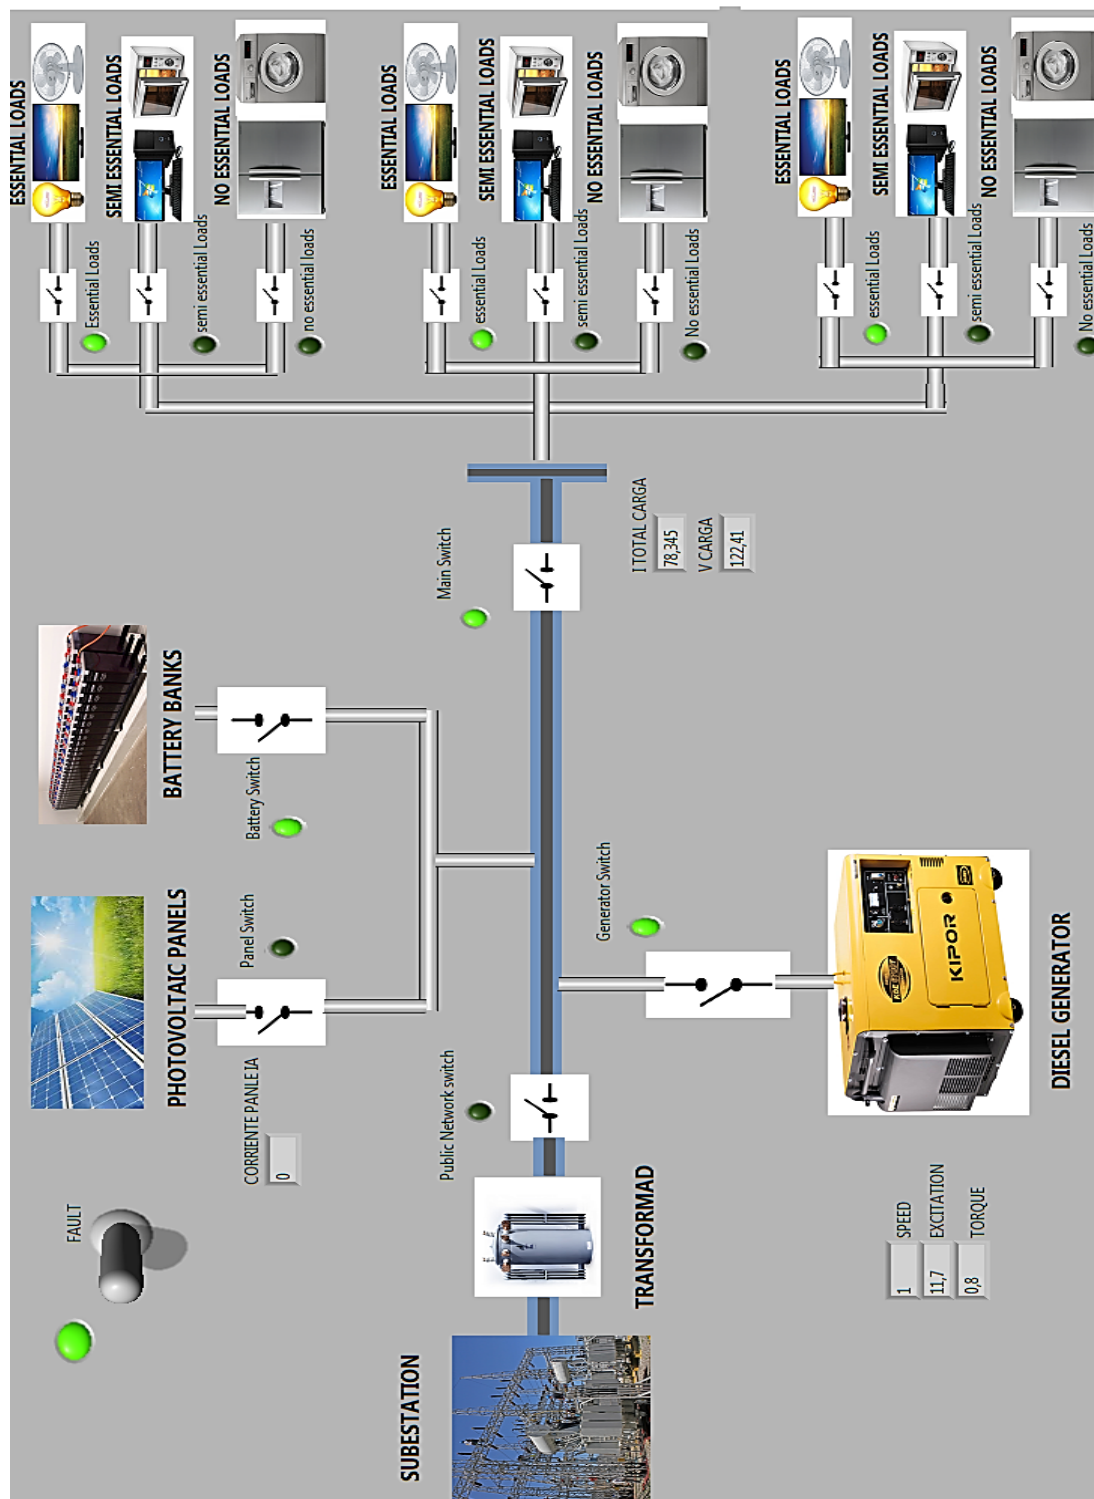 FAULT
SUBESTATION
TRANSFORMAD
PHOTOVOLTAIC PANELS
CORRIENTE PANLE IA
0
Panel Switch
BATTERY BANKS
Battery Switch
Public Network switch
Generator Switch
Main Switch
SPEED
1
EXCITATION
11,7
TORQUE
0,8
DIESEL GENERATOR
KIPOR
I TOTAL CARGA
78,345
V CARGA
122,41
ESSENTIAL LOADS
SEMI ESSENTIAL LOADS
NO ESSENTIAL LOADS
Essential Loads
semi essential Loads
no essential loads
ESSENTIAL LOADS
SEMI ESSENTIAL LOADS
NO ESSENTIAL LOADS
essential Loads
semi essential Loads
No essential Loads
ESSENTIAL LOADS
SEMI ESSENTIAL LOADS
NO ESSENTIAL LOADS
essential Loads
semi essential Loads
No essential Loads